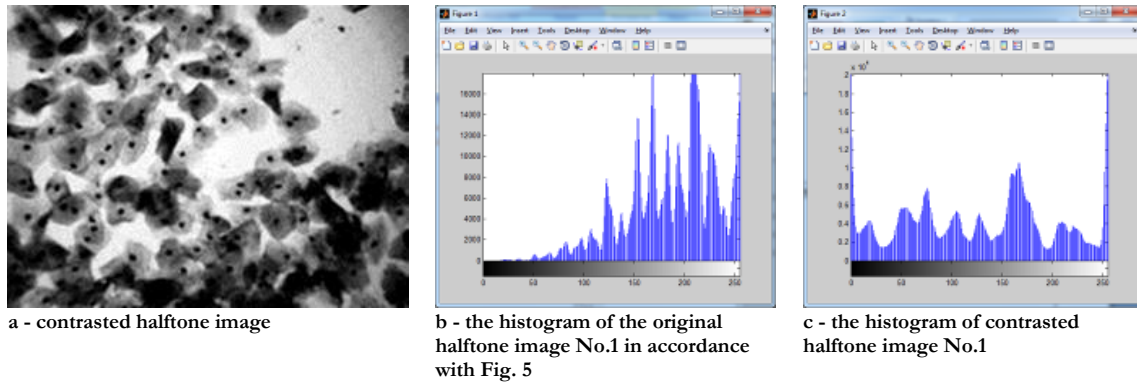 Figure 1
File Edit View Insert Tools Desktop Window Help
16000
14000
12000
10000
8000
6000
4000
2000
0
0 50 100 150 200 250
Figure 2
File Edit View Insert Tools Desktop Window Help
2
1.8
1.6
1.4
1.2
1
0.8
0.6
0.4
0.2
0
0 50 100 150 200 250
a - contrasted halftone image
b - the histogram of the original
halftone image No.1 in accordance
with Fig. 5
c - the histogram of contrasted
halftone image No.1